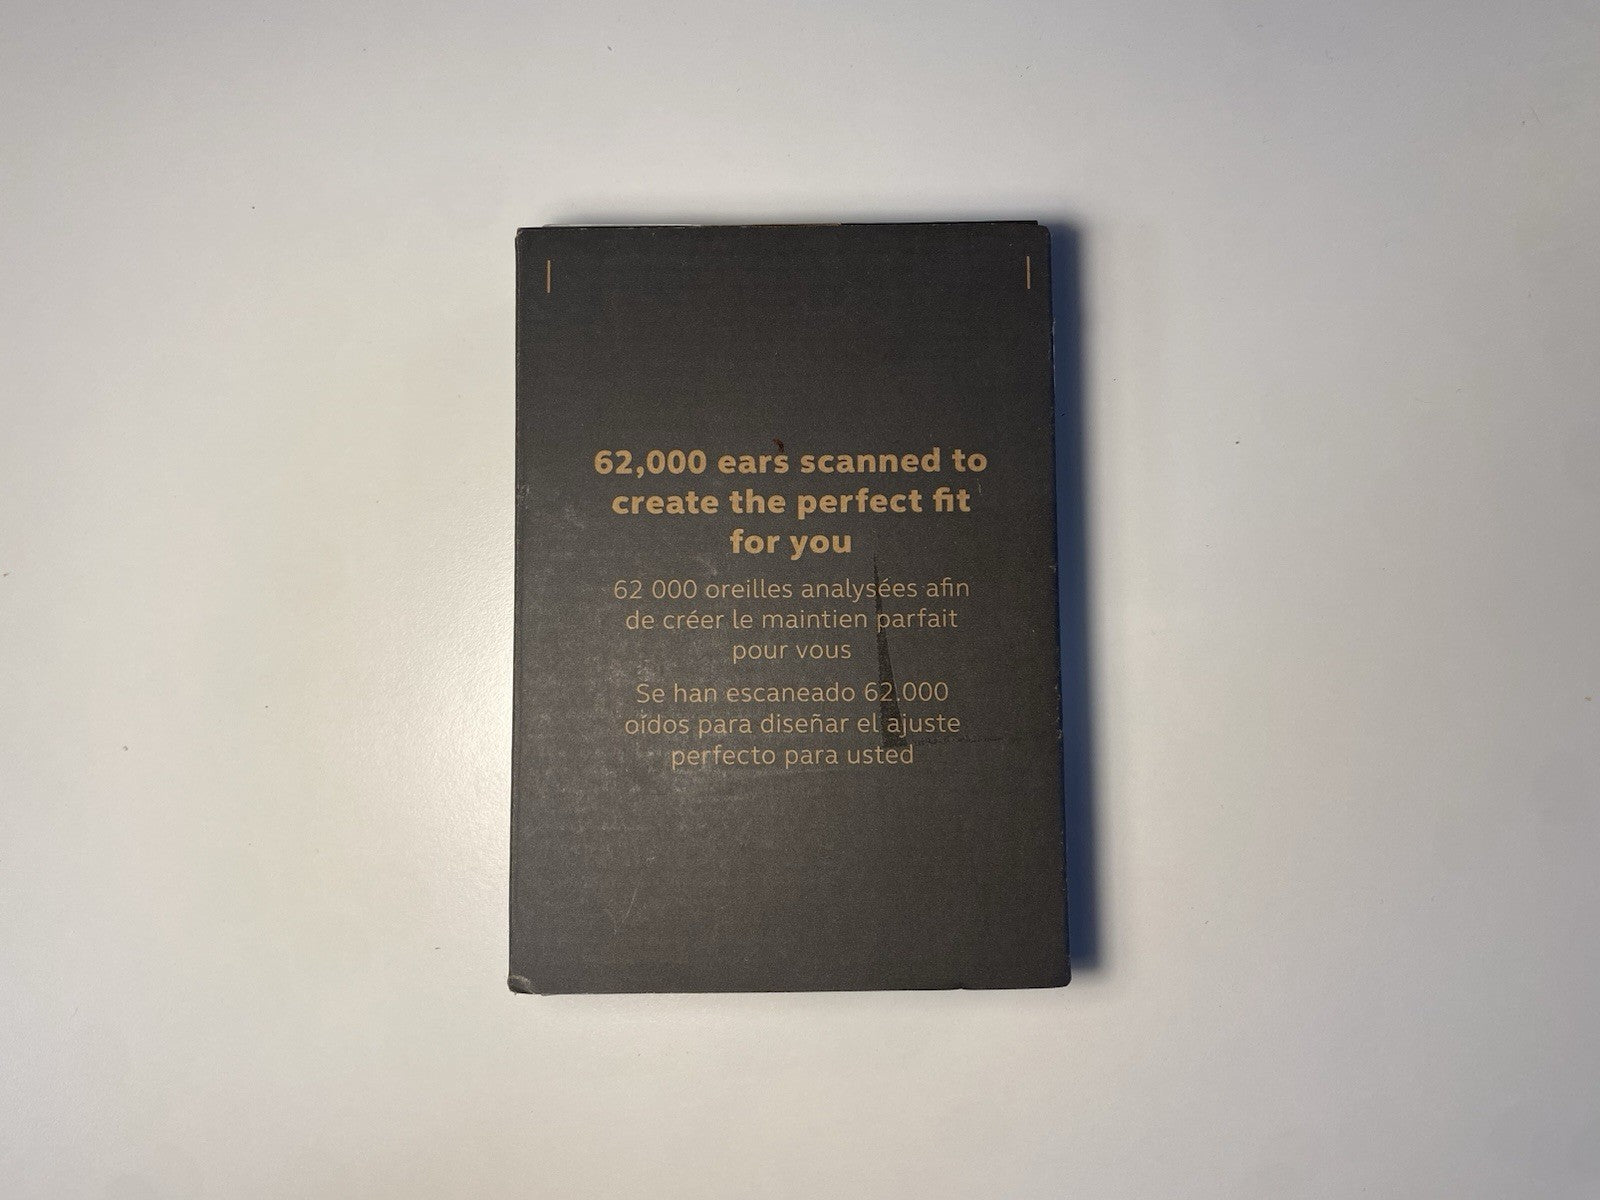 62,000 ears scanned to
create the perfect fit
for you
62 000 oreilles analysées afin
de créer le maintien parfait
pour vous
Se han escaneado 62.000
oídos para diseñar el ajuste
perfecto para usted